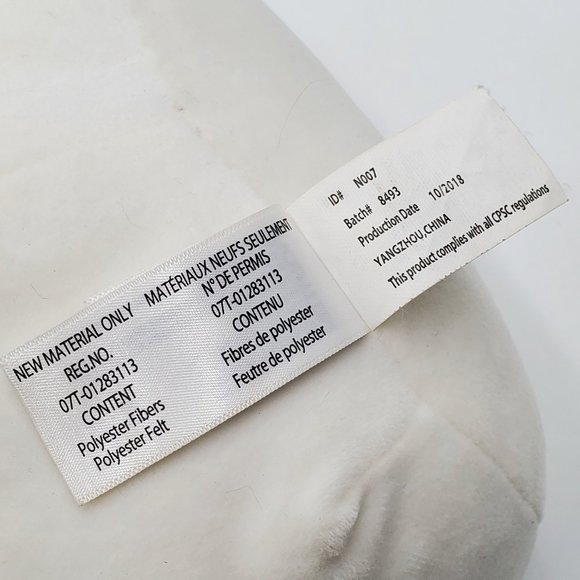 NEW MATERIAL ONLY
REG.NO.
07T-01283113
CONTENT
Polyester Fibers
Polyester Felt
MATÉRIAUX NEUFS SEULEMENT
N°DE PERMIS
07T-01283113
CONTENU
Fibres de polyester
Feutre de polyester
ID# N007
Batch# 8493
Production Date 10/2018
YANGZHOU,CHINA
This product complies with all CPSC regulations